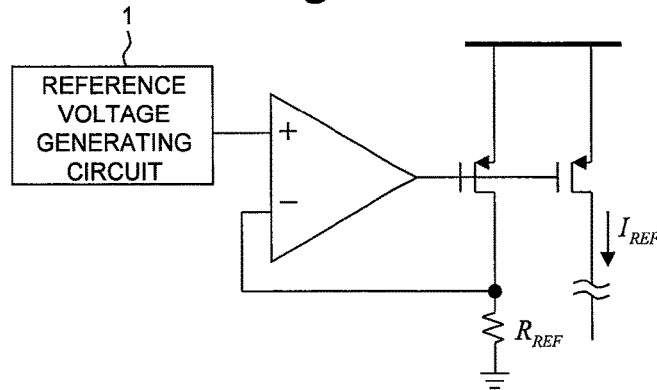 1
REFERENCE
VOLTAGE
GENERATING
CIRCUIT
+
−
I_REF
R_REF